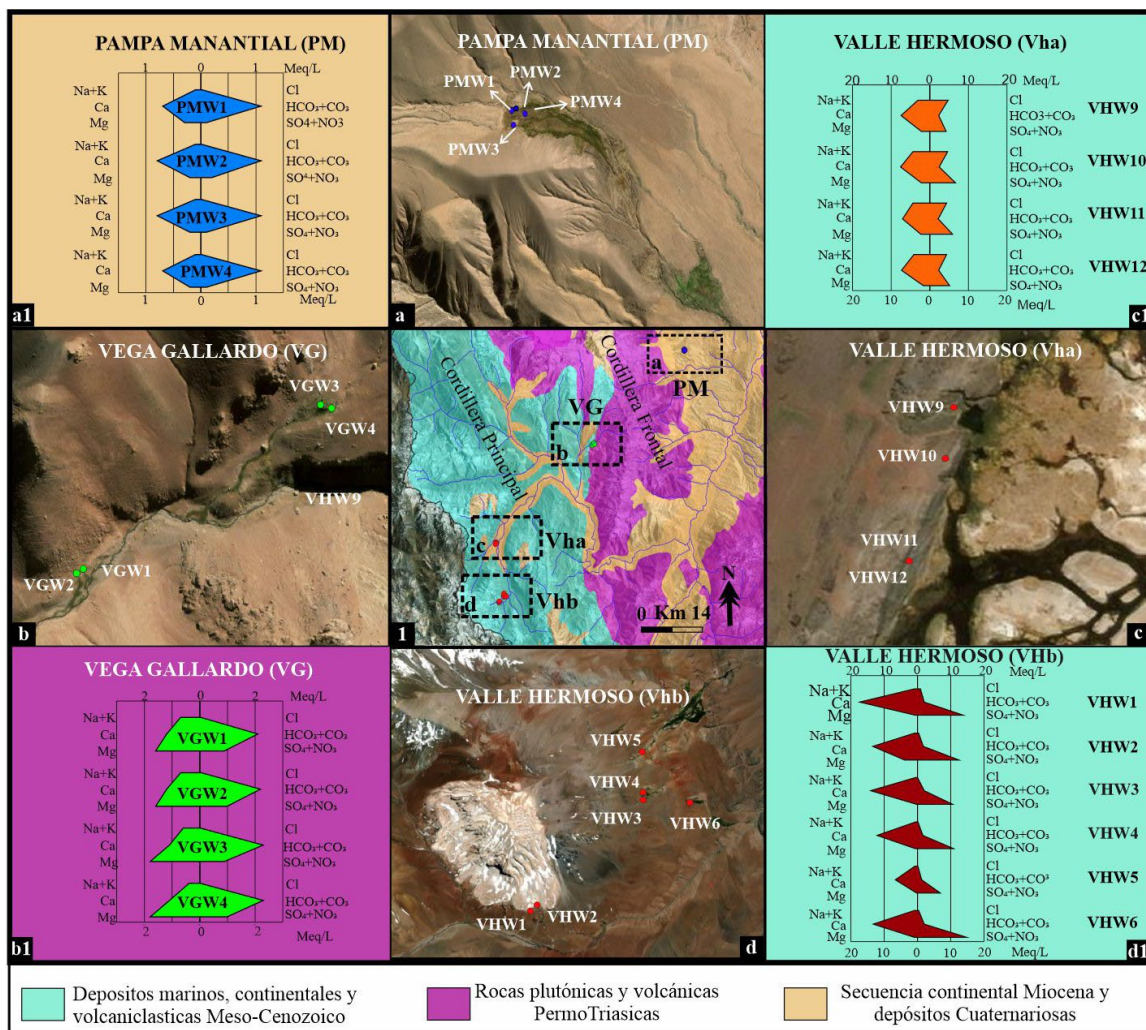 PAMPA MANANTIAL (PM)
1 0 1 Meq/L
Na+K PMW1 Cl
Ca HCO₃+CO₃
Mg SO4+NO3
Na+K PMW2 Cl
Ca HCO₃+CO₃
Mg SO⁴+NO₃
Na+K PMW3 Cl
Ca HCO₃+CO₃
Mg SO₄+NO₃
Na+K PMW4 Cl
Ca HCO₃+CO₃
Mg SO₄+NO₃
1 0 1 Meq/L
a1
PAMPA MANANTIAL (PM)
PMW1
PMW2
PMW4
PMW3
a
VALLE HERMOSO (Vha)
20 10 0 10 20
Meq/L
Na+K Cl VHW9
Ca HCO3+CO₃
Mg SO₄+NO₃
Na+K Cl VHW10
Ca HCO₃+CO₃
Mg SO₄+NO₃
Na+K Cl VHW11
Ca HCO₃+CO₃
Mg SO₄+NO₃
Na+K Cl VHW12
Ca HCO₃+CO₃
Mg SO₄+NO₃
20 10 0 10 20
Meq/L
c1
VEGA GALLARDO (VG)
VGW3
VGW4
VHW9
VGW1
VGW2
b
Cordillera Principal
Cordillera Frontal
a
PM
VG
b
c
Vha
d
Vhb
N
0 Km 14
1
VALLE HERMOSO (Vha)
VHW9
VHW10
VHW11
VHW12
c
VEGA GALLARDO (VG)
2 0 2 Meq/L
Na+K Cl
Ca VGW1 HCO₃+CO₃
Mg SO₄+NO₃
Na+K Cl
Ca VGW2 HCO₃+CO₃
Mg SO₄+NO₃
Na+K Cl
Ca VGW3 HCO₃+CO₃
Mg SO₄+NO₃
Na+K Cl
Ca VGW4 HCO₃+CO₃
Mg SO₄+NO₃
2 0 2 Meq/L
b1
VALLE HERMOSO (Vhb)
VHW5
VHW4
VHW3
VHW6
VHW2
VHW1
d
VALLE HERMOSO (VHb)
20 10 0 10 20
Meq/L
Na+K Cl VHW1
Ca HCO₃+CO₃
Mg SO₄+NO₃
Na+K Cl VHW2
Ca HCO₃+CO₃
Mg SO₄+NO₃
Na+K Cl VHW3
Ca HCO₃+CO₃
Mg SO₄+NO₃
Na+K Cl VHW4
Ca HCO₃+CO₃
Mg SO₄+NO₃
Na+K Cl VHW5
Ca HCO₃+CO³
Mg SO₄+NO₃
Na+K Cl VHW6
Ca HCO₃+CO₃
Mg SO₄+NO₃
20 10 0 10 20
Meq/L
d1
Depositos marinos, continentales y
volcaniclasticas Meso-Cenozoico
Rocas plutónicas y volcánicas
PermoTriasicas
Secuencia continental Miocena y
depósitos Cuaternariosas